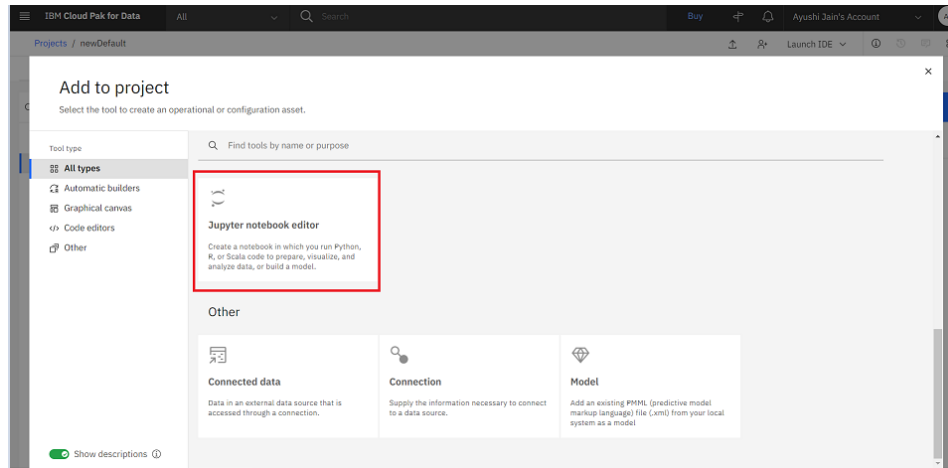 IBM Cloud Pak for Data
All
Search
Buy
Ayushi Jain's Account
Projects / newDefault
Launch IDE
Add to project
Select the tool to create an operational or configuration asset.
Tool type
All types
Automatic builders
Graphical canvas
Code editors
Other
Show descriptions
Find tools by name or purpose
Jupyter notebook editor
Create a notebook in which you run Python,
R, or Scala code to prepare, visualize, and
analyze data, or build a model.
Other
Connected data
Data in an external data source that is
accessed through a connection.
Connection
Supply the information necessary to connect
to a data source.
Model
Add an existing PMML (predictive model
markup language) file (.xml) from your local
system as a model